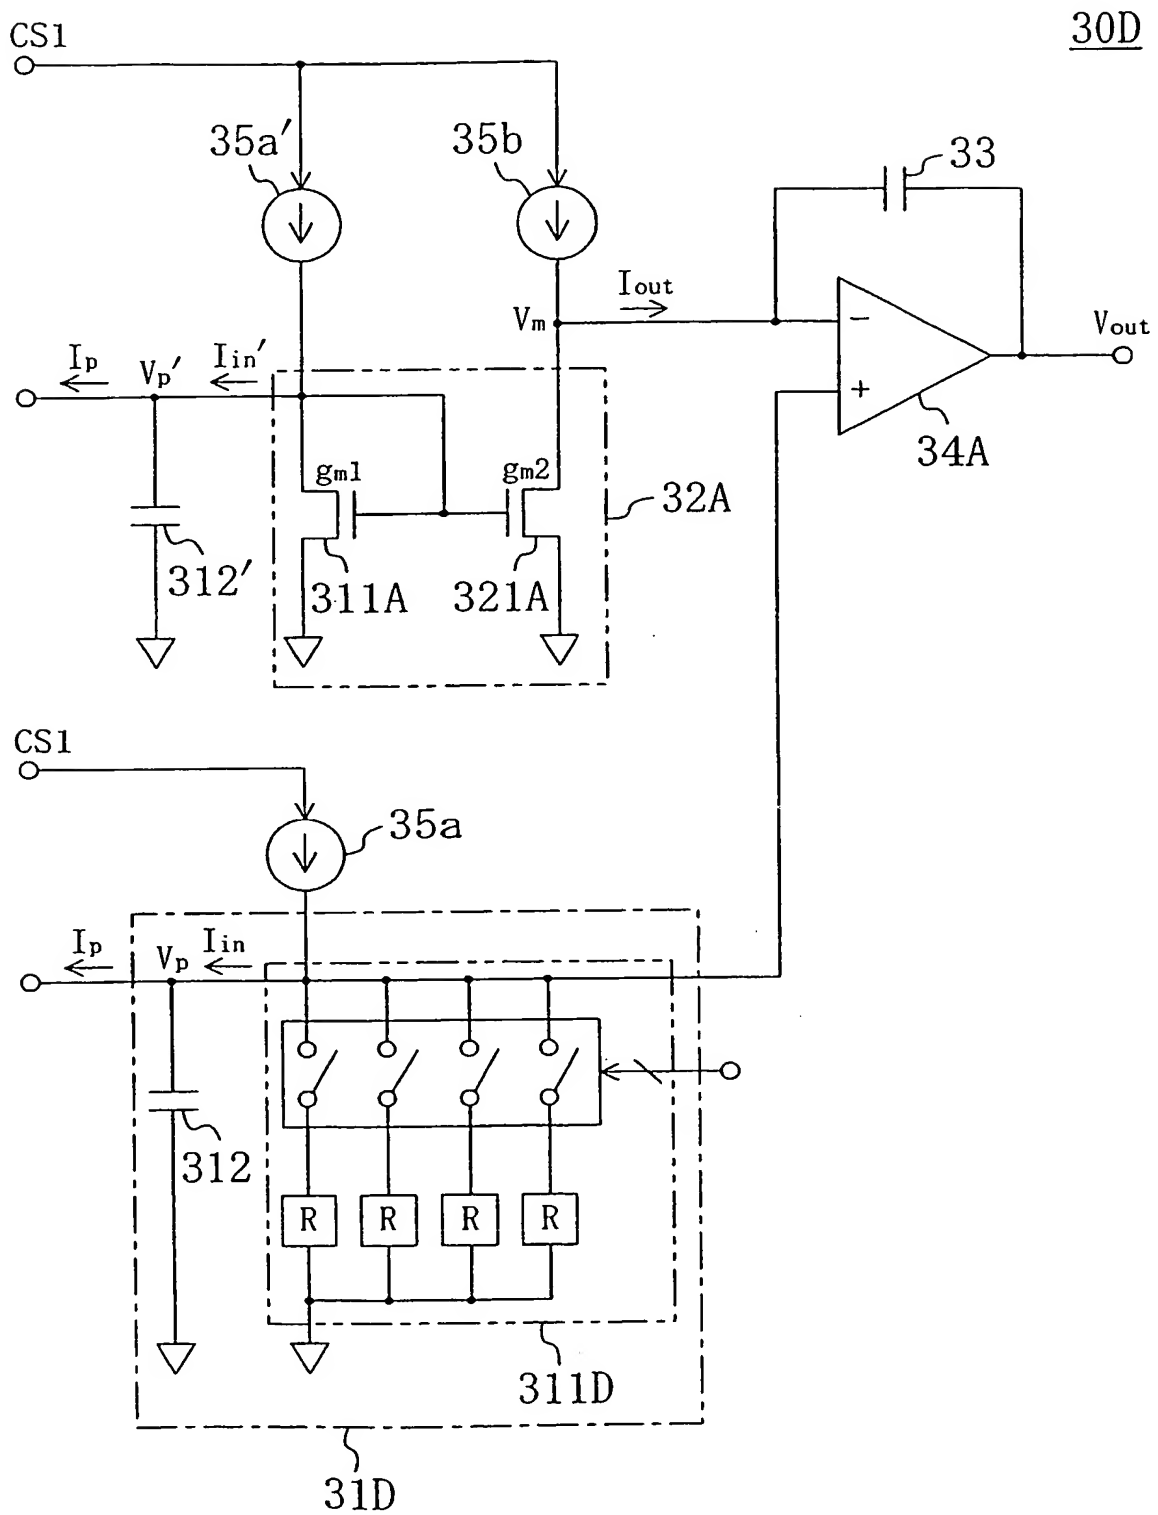 30D
CS1
35a'
35b
33
Iout
Vm
−
Vout
Ip
Vp'
Iin'
+
34A
gm1
gm2
32A
312'
311A
321A
CS1
35a
Ip
Vp
Iin
312
R R R R
311D
31D